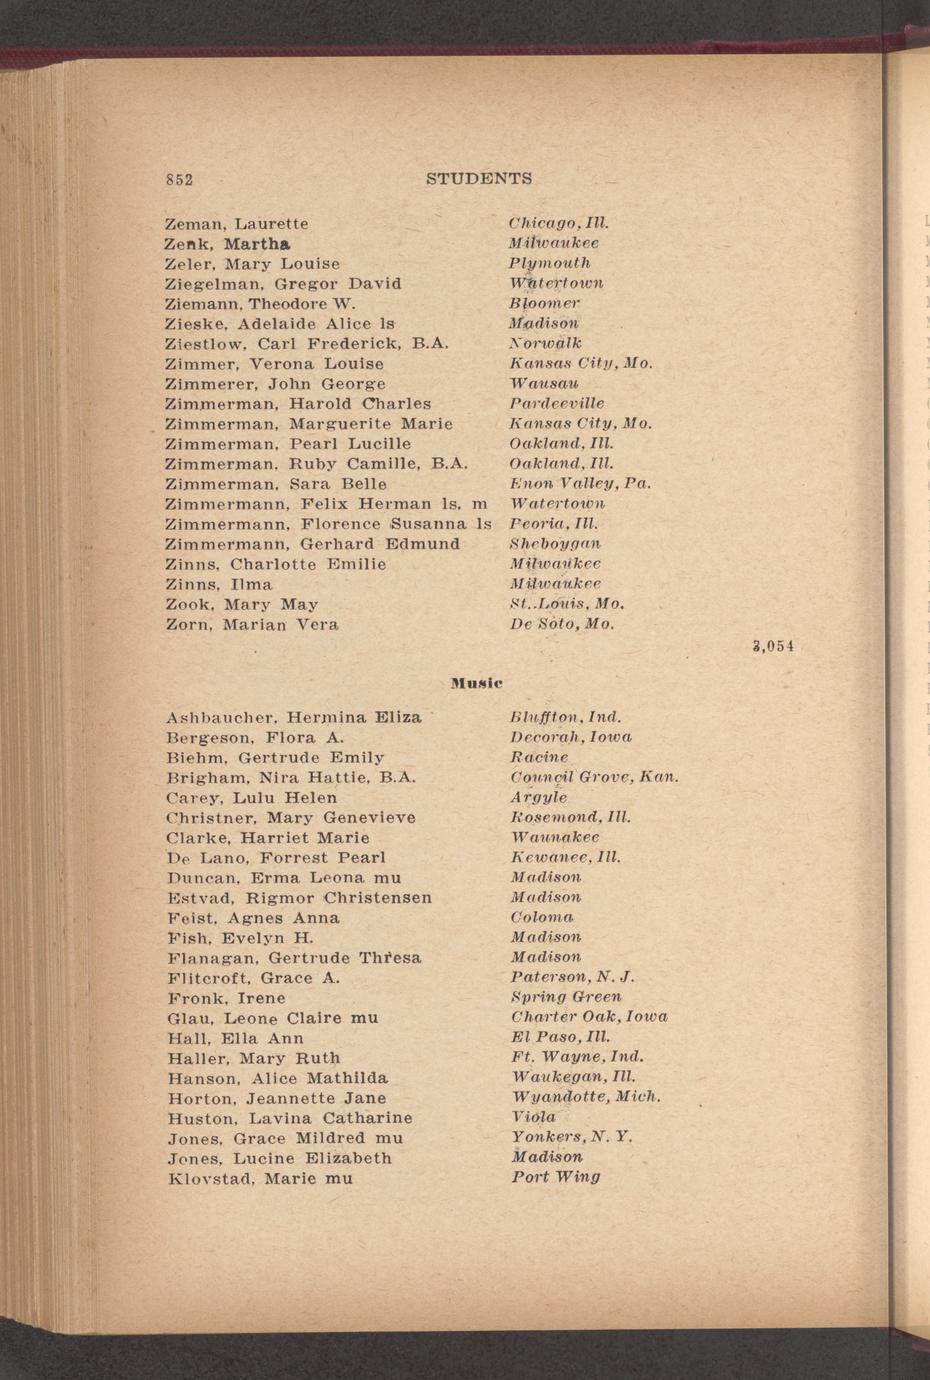 852 STUDENTS
Zeman, Laurette Chicago, Ill.
Zenk, Martha Milwaukee
Zeler, Mary Louise Plymouth
Ziegelman, Gregor David Watertown
Ziemann, Theodore W. Bloomer
Zieske, Adelaide Alice ls Madison
Ziestlow, Carl Frederick, B.A. Norwalk
Zimmer, Verona Louise Kansas City, Mo.
Zimmerer, John George Wausau
Zimmerman, Harold Charles Pardeeville
Zimmerman, Marguerite Marie Kansas City, Mo.
Zimmerman, Pearl Lucille Oakland, Ill.
Zimmerman, Ruby Camille, B.A. Oakland, Ill.
Zimmerman, Sara Belle Enon Valley, Pa.
Zimmermann, Felix Herman ls, m Watertown
Zimmermann, Florence Susanna ls Peoria, Ill.
Zimmermann, Gerhard Edmund Sheboygan
Zinns, Charlotte Emilie Milwaukee
Zinns, Ilma Milwaukee
Zook, Mary May St..Louis, Mo.
Zorn, Marian Vera De Soto, Mo.
3,054
Music
Ashbaucher, Hermina Eliza Bluffton, Ind.
Bergeson, Flora A. Decorah, Iowa
Biehm, Gertrude Emily Racine
Brigham, Nira Hattie, B.A. Council Grove, Kan.
Carey, Lulu Helen Argyle
Christner, Mary Genevieve Rosemond, Ill.
Clarke, Harriet Marie Waunakee
De Lano, Forrest Pearl Kewanee, Ill.
Duncan, Erma Leona mu Madison
Estvad, Rigmor Christensen Madison
Feist, Agnes Anna Coloma
Fish, Evelyn H. Madison
Flanagan, Gertrude Thresa Madison
Flitcroft, Grace A. Paterson, N. J.
Fronk, Irene Spring Green
Glau, Leone Claire mu Charter Oak, Iowa
Hall, Ella Ann El Paso, Ill.
Haller, Mary Ruth Ft. Wayne, Ind.
Hanson, Alice Mathilda Waukegan, Ill.
Horton, Jeannette Jane Wyandotte, Mich.
Huston, Lavina Catharine Viola
Jones, Grace Mildred mu Yonkers, N. Y.
Jones, Lucine Elizabeth Madison
Klovstad, Marie mu Port Wing